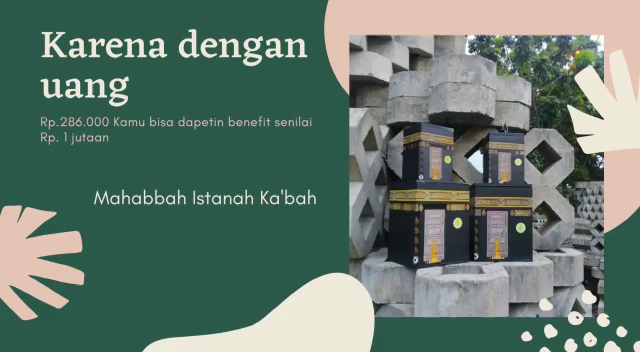 Karena dengan
uang
Rp.286.000 Kamu bisa dapetin benefit senilai
Rp. 1 jutaan
Mahabbah Istanah Ka'bah